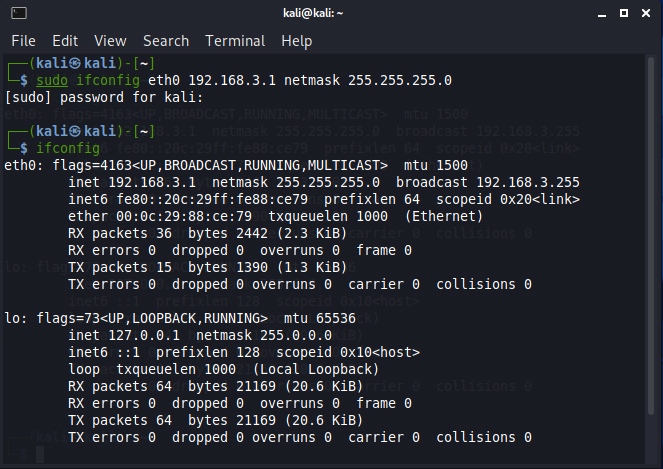 kali@kali: ~
File Edit View Search Terminal Help
(kali㉿kali)-[~]
$ sudo ifconfig eth0 192.168.3.1 netmask 255.255.255.0
[sudo] password for kali:
(kali㉿kali)-[~]
$ ifconfig
eth0: flags=4163<UP,BROADCAST,RUNNING,MULTICAST> mtu 1500
inet 192.168.3.1 netmask 255.255.255.0 broadcast 192.168.3.255
inet6 fe80::20c:29ff:fe88:ce79 prefixlen 64 scopeid 0x20<link>
ether 00:0c:29:88:ce:79 txqueuelen 1000 (Ethernet)
RX packets 36 bytes 2442 (2.3 KiB)
RX errors 0 dropped 0 overruns 0 frame 0
TX packets 15 bytes 1390 (1.3 KiB)
TX errors 0 dropped 0 overruns 0 carrier 0 collisions 0
lo: flags=73<UP,LOOPBACK,RUNNING> mtu 65536
inet 127.0.0.1 netmask 255.0.0.0
inet6 ::1 prefixlen 128 scopeid 0x10<host>
loop txqueuelen 1000 (Local Loopback)
RX packets 64 bytes 21169 (20.6 KiB)
RX errors 0 dropped 0 overruns 0 frame 0
TX packets 64 bytes 21169 (20.6 KiB)
TX errors 0 dropped 0 overruns 0 carrier 0 collisions 0